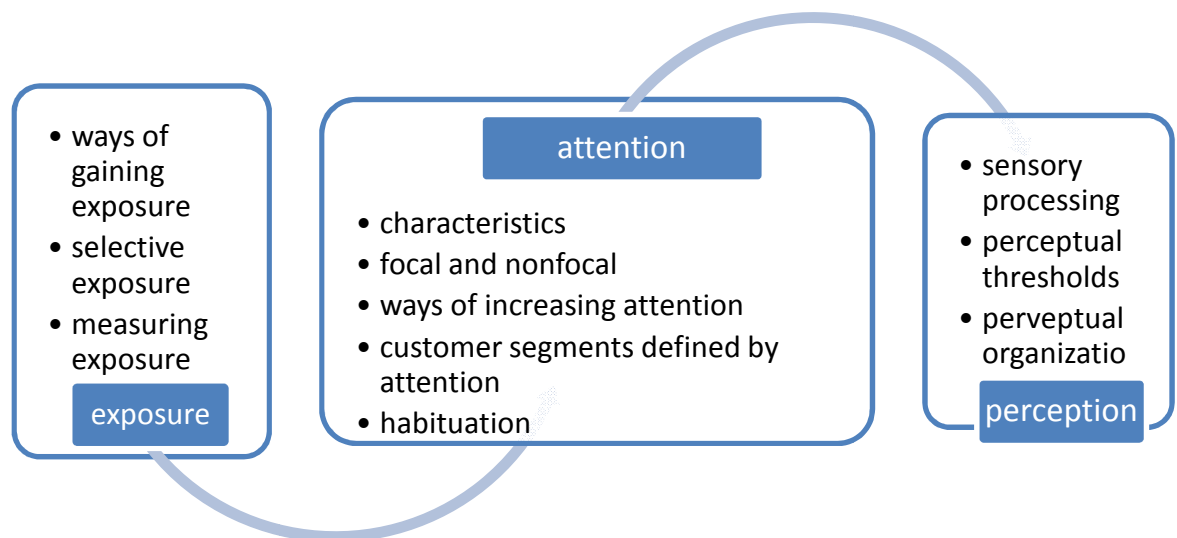 • ways of
gaining
exposure
• selective
exposure
• measuring
exposure
exposure
attention
• characteristics
• focal and nonfocal
• ways of increasing attention
• customer segments defined by
attention
• habituation
• sensory
processing
• perceptual
thresholds
• perveptual
organizatio
perception